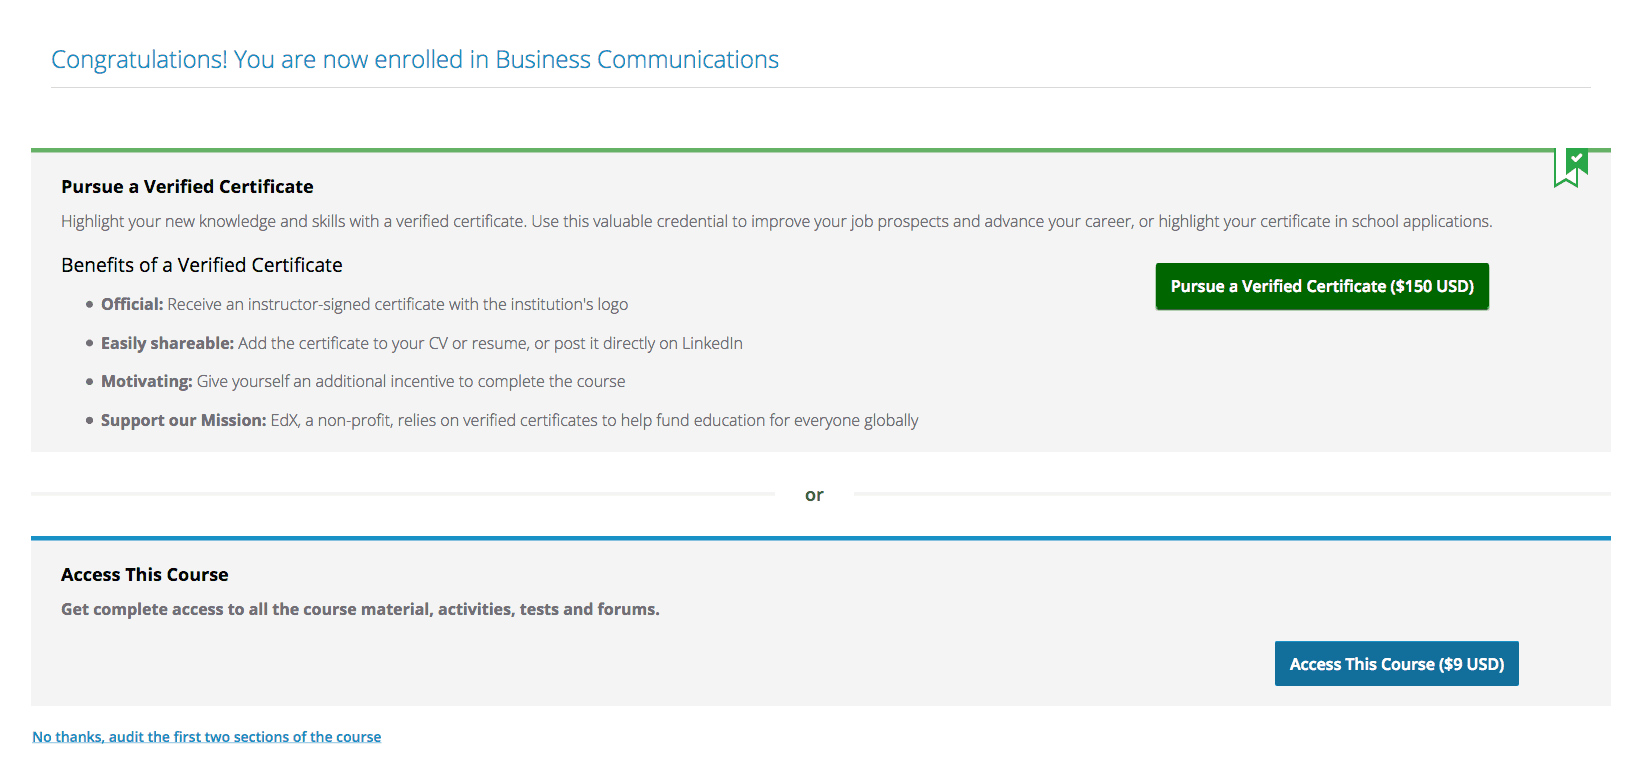 Congratulations! You are now enrolled in Business Communications
Pursue a Verified Certificate
Highlight your new knowledge and skills with a verified certificate. Use this valuable credential to improve your job prospects and advance your career, or highlight your certificate in school applications.
Benefits of a Verified Certificate
Pursue a Verified Certificate ($150 USD)
Official: Receive an instructor-signed certificate with the institution's logo
Easily shareable: Add the certificate to your CV or resume, or post it directly on LinkedIn
Motivating: Give yourself an additional incentive to complete the course
Support our Mission: EdX, a non-profit, relies on verified certificates to help fund education for everyone globally
or
Access This Course
Get complete access to all the course material, activities, tests and forums.
Access This Course ($9 USD)
No thanks, audit the first two sections of the course